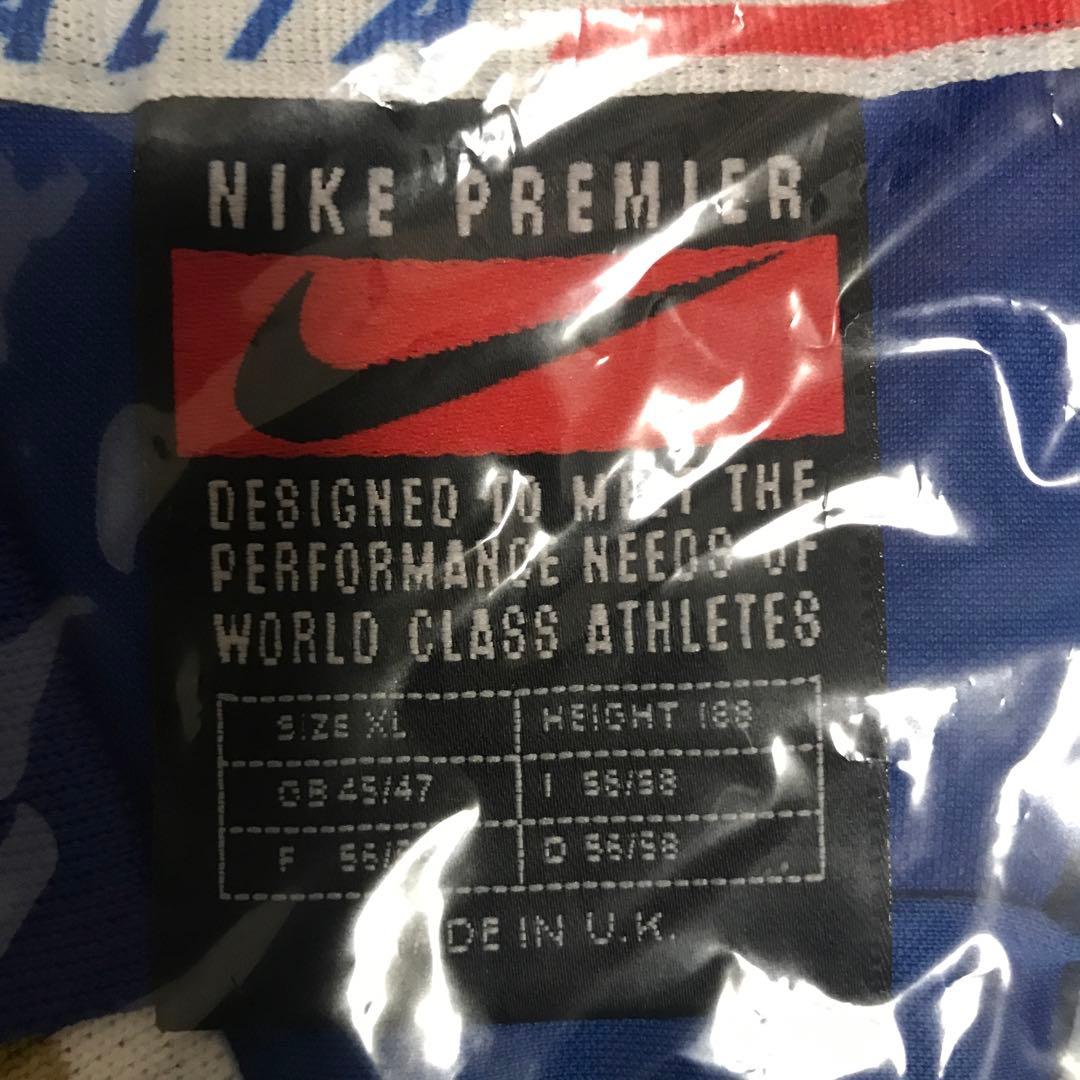 NIKE PREMIER
DESIGNED TO MEET THE
PERFORMANCE NEEDS OF
WORLD CLASS ATHLETES
SIZE XL HEIGHT 188
GB 45/47 I 56/58
F D 56/58
IN U.K.